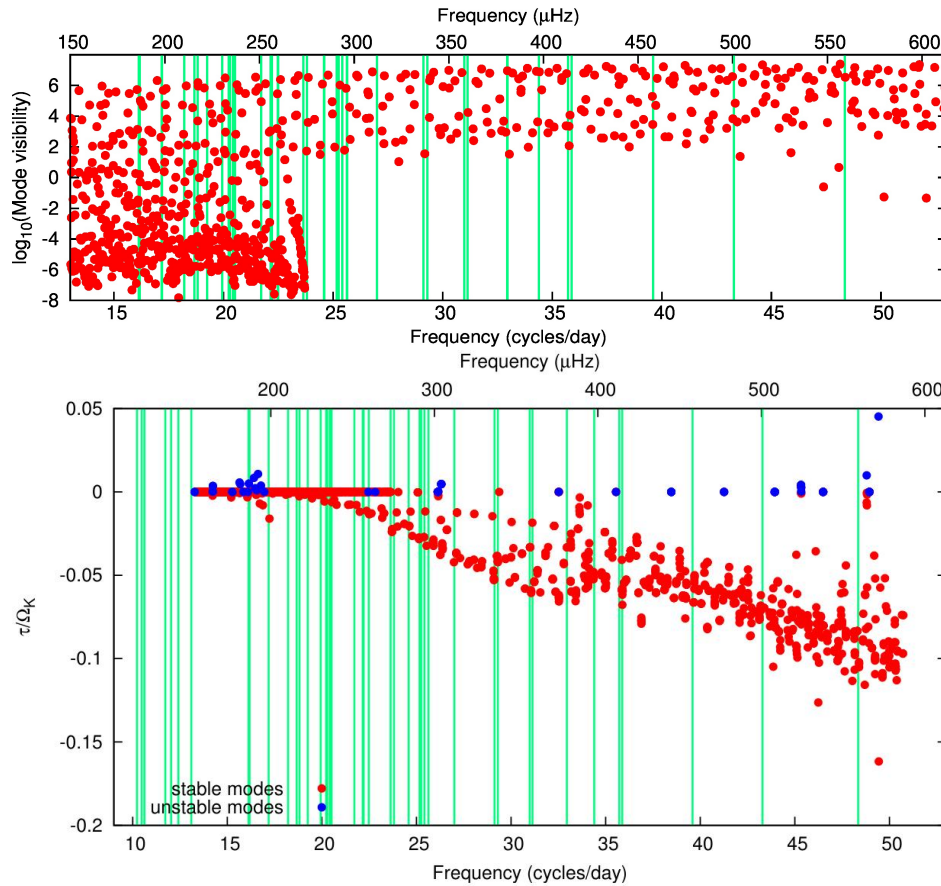 Frequency (μHz)
150 200 250 300 350 400 450 500 550 600
6
4
2
0
-2
-4
-6
-8
log10(Mode visibility)
15 20 25 30 35 40 45 50
Frequency (cycles/day)
Frequency (μHz)
200 300 400 500 600
0.05
0
-0.05
-0.1
-0.15
-0.2
τ/ΩK
stable modes
unstable modes
10 15 20 25 30 35 40 45 50
Frequency (cycles/day)